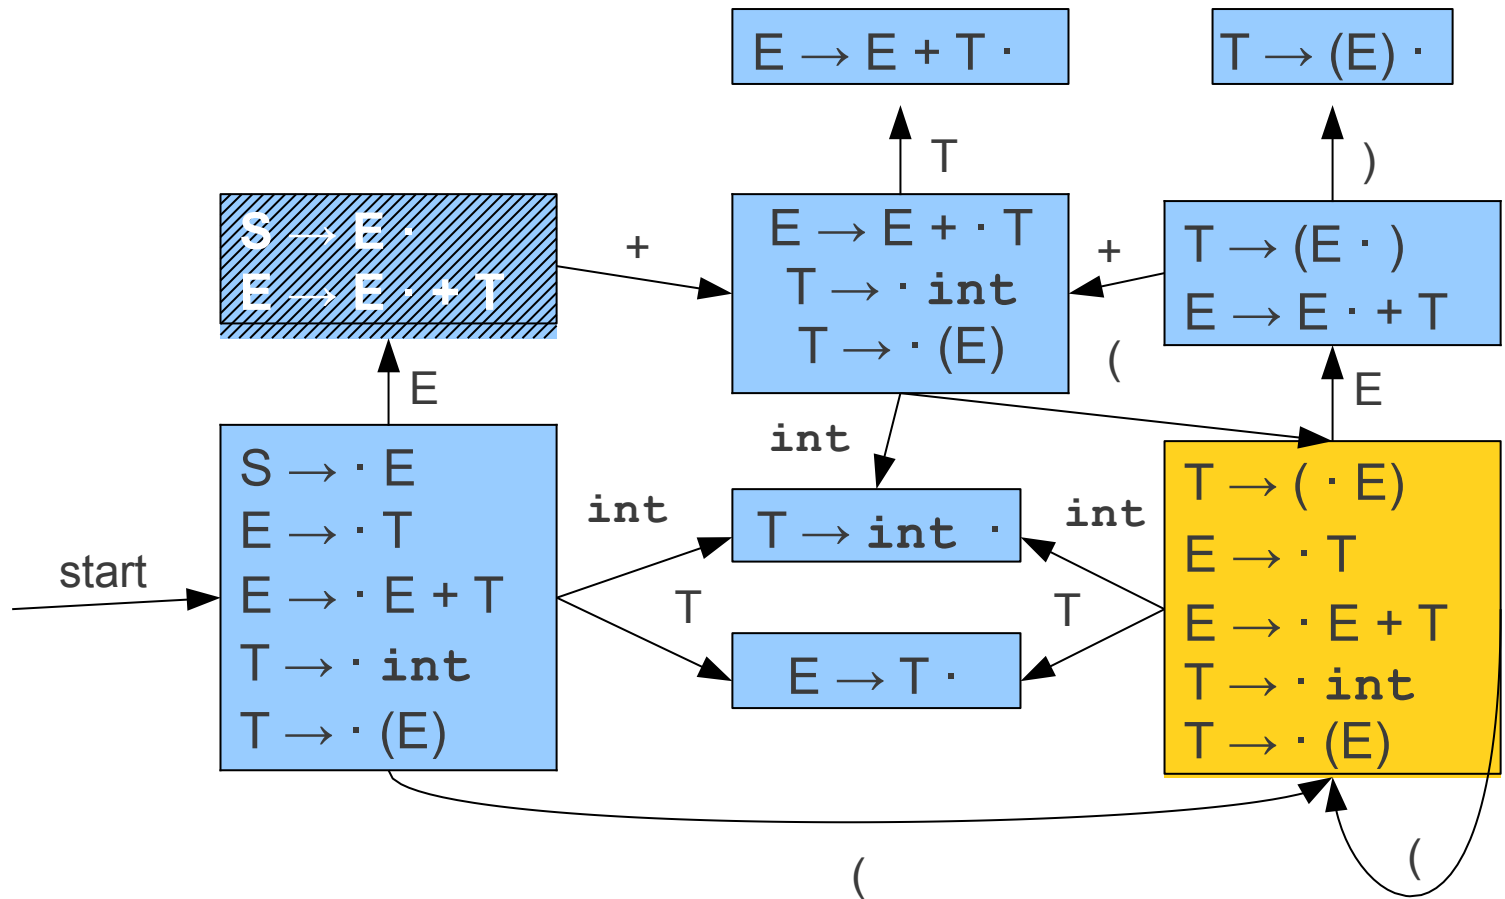 E → E + T ·
T → (E) ·
T
)
S → E ·
E → E · + T
+
E → E + · T
T → · int
T → · (E)
+
T → (E · )
E → E · + T
(
E
E
int
start
S → · E
E → · T
E → · E + T
T → · int
T → · (E)
int
T
T → int ·
E → T ·
int
T
T → ( · E)
E → · T
E → · E + T
T → · int
T → · (E)
(
(